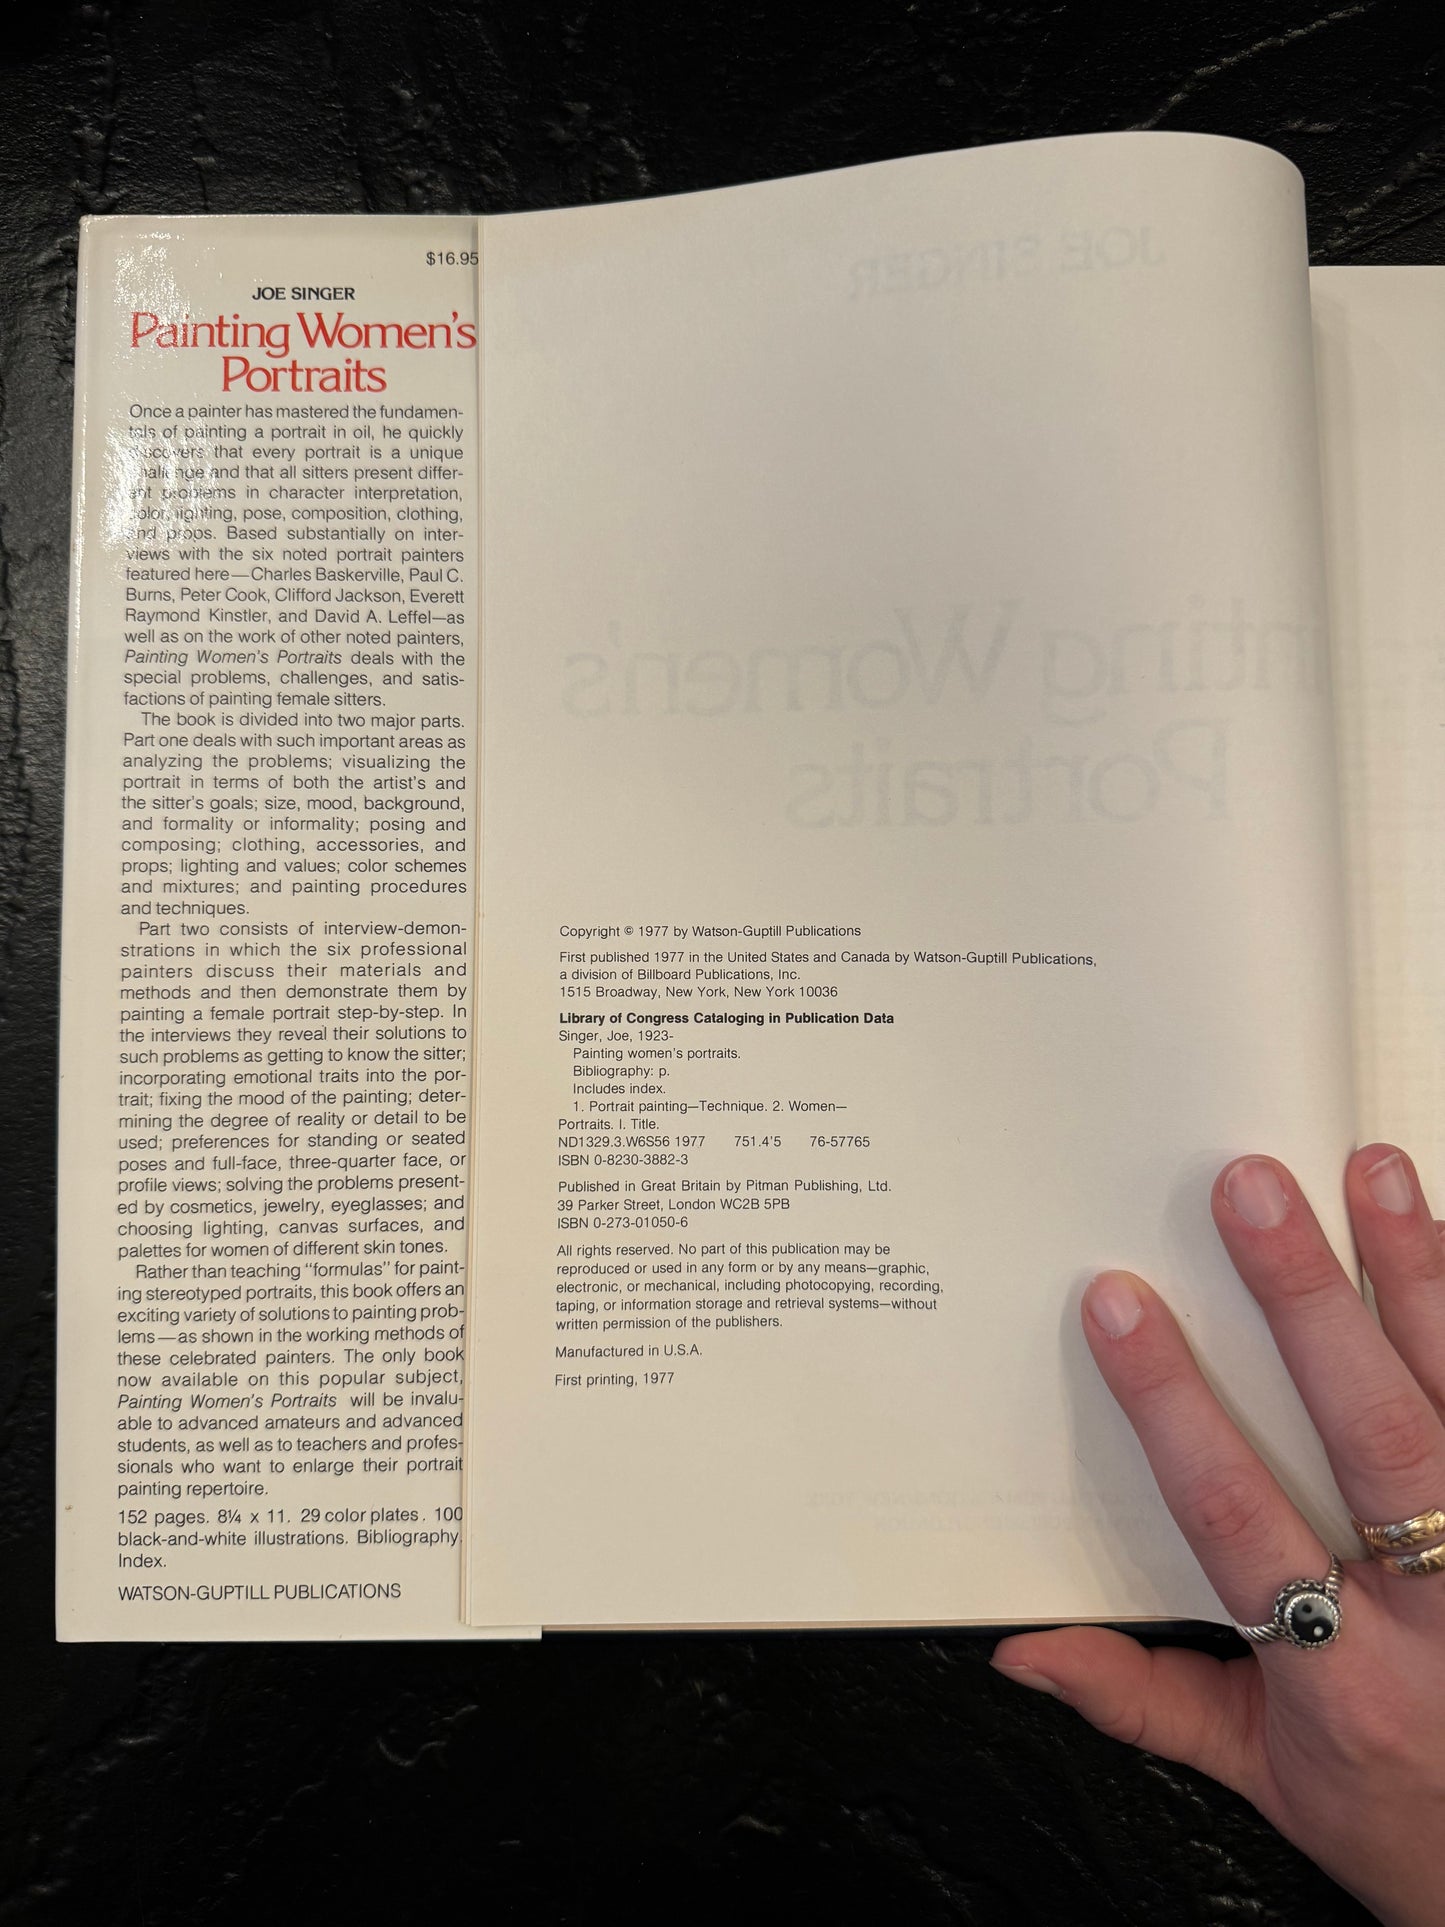 $16.95
JOE SINGER
Painting Women's
Portraits
Once a painter has mastered the fundamen-
tals of painting a portrait in oil, he quickly
discovers that every portrait is a unique
challenge and that all sitters present differ-
ent problems in character interpretation,
color, lighting, pose, composition, clothing,
and props. Based substantially on inter-
views with the six noted portrait painters
featured here—Charles Baskerville, Paul C.
Burns, Peter Cook, Clifford Jackson, Everett
Raymond Kinstler, and David A. Leffel—as
well as on the work of other noted painters,
Painting Women's Portraits deals with the
special problems, challenges, and satis-
factions of painting female sitters.
The book is divided into two major parts.
Part one deals with such important areas as
analyzing the problems; visualizing the
portrait in terms of both the artist's and
the sitter's goals; size, mood, background,
and formality or informality; posing and
composing; clothing, accessories, and
props; lighting and values; color schemes
and mixtures; and painting procedures
and techniques.
Part two consists of interview-demon-
strations in which the six professional
painters discuss their materials and
methods and then demonstrate them by
painting a female portrait step-by-step. In
the interviews they reveal their solutions to
such problems as getting to know the sitter;
incorporating emotional traits into the por-
trait; fixing the mood of the painting; deter-
mining the degree of reality or detail to be
used; preferences for standing or seated
poses and full-face, three-quarter face, or
profile views; solving the problems present-
ed by cosmetics, jewelry, eyeglasses; and
choosing lighting, canvas surfaces, and
palettes for women of different skin tones.
Rather than teaching "formulas" for paint-
ing stereotyped portraits, this book offers an
exciting variety of solutions to painting prob-
lems—as shown in the working methods of
these celebrated painters. The only book
now available on this popular subject,
Painting Women's Portraits will be invalu-
able to advanced amateurs and advanced
students, as well as to teachers and profes-
sionals who want to enlarge their portrait
painting repertoire.
152 pages. 8¼ x 11. 29 color plates. 100
black-and-white illustrations. Bibliography.
Index.
WATSON-GUPTILL PUBLICATIONS
JOE SINGER
Painting Women's
Portraits
Copyright © 1977 by Watson-Guptill Publications
First published 1977 in the United States and Canada by Watson-Guptill Publications,
a division of Billboard Publications, Inc.
1515 Broadway, New York, New York 10036
Library of Congress Cataloging in Publication Data
Singer, Joe, 1923-
Painting women's portraits.
Bibliography: p.
Includes index.
1. Portrait painting—Technique. 2. Women—
Portraits. I. Title.
ND1329.3.W6S56 1977 751.4'5 76-57765
ISBN 0-8230-3882-3
Published in Great Britain by Pitman Publishing, Ltd.
39 Parker Street, London WC2B 5PB
ISBN 0-273-01050-6
All rights reserved. No part of this publication may be
reproduced or used in any form or by any means—graphic,
electronic, or mechanical, including photocopying, recording,
taping, or information storage and retrieval systems—without
written permission of the publishers.
Manufactured in U.S.A.
First printing, 1977